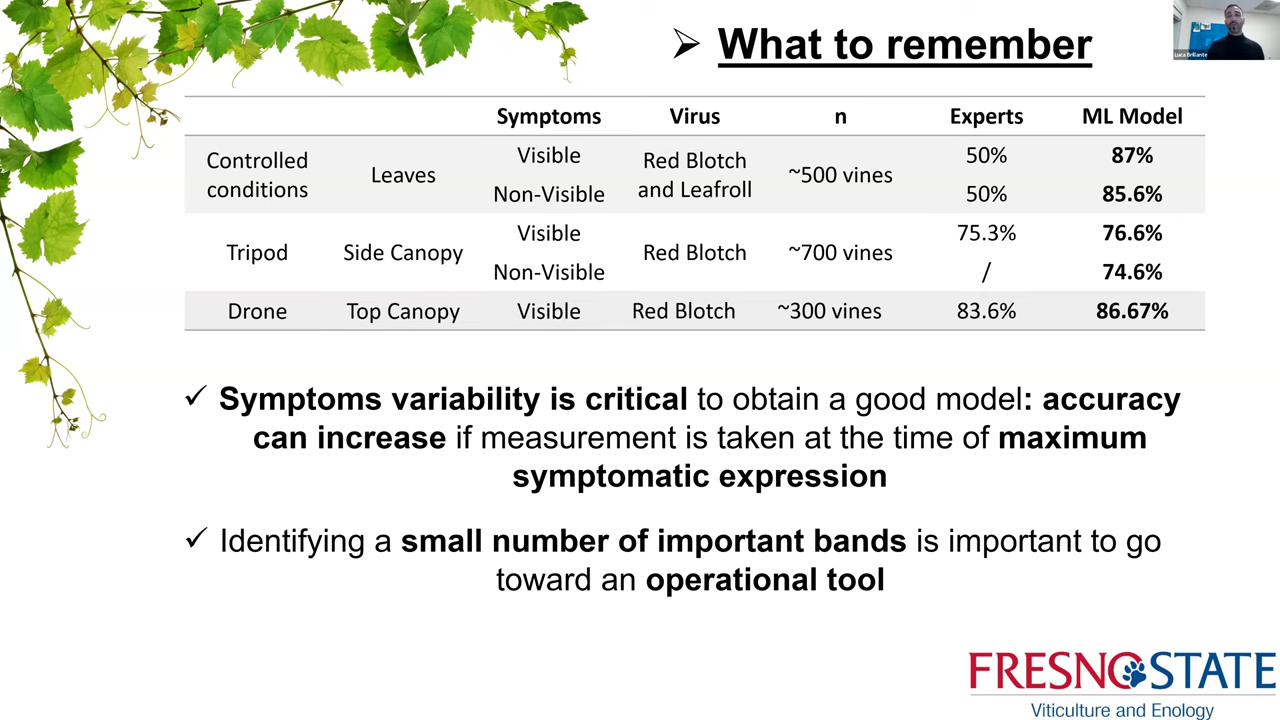 ➢ What to remember
Luca Brillante
Symptoms Virus n Experts ML Model
Controlled conditions Leaves Visible Red Blotch and Leafroll ~500 vines 50% 87%
Non-Visible 50% 85.6%
Tripod Side Canopy Visible Red Blotch ~700 vines 75.3% 76.6%
Non-Visible / 74.6%
Drone Top Canopy Visible Red Blotch ~300 vines 83.6% 86.67%
✓ Symptoms variability is critical to obtain a good model: accuracy
can increase if measurement is taken at the time of maximum
symptomatic expression
✓ Identifying a small number of important bands is important to go
toward an operational tool
FRESNO STATE
Viticulture and Enology